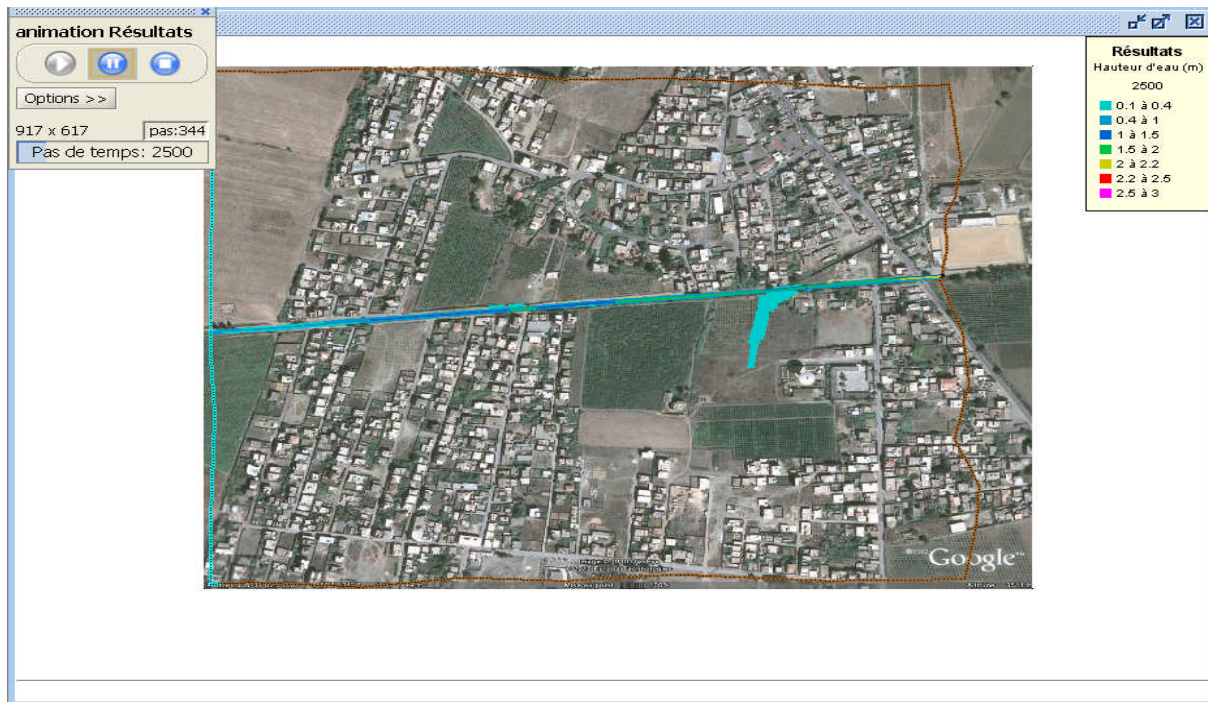 animation Résultats
Options >>
917 x 617
pas:344
Pas de temps: 2500
Résultats
Hauteur d'eau (m)
2500
0.1 à 0.4
0.4 à 1
1 à 1.5
1.5 à 2
2 à 2.2
2.2 à 2.5
2.5 à 3
Google